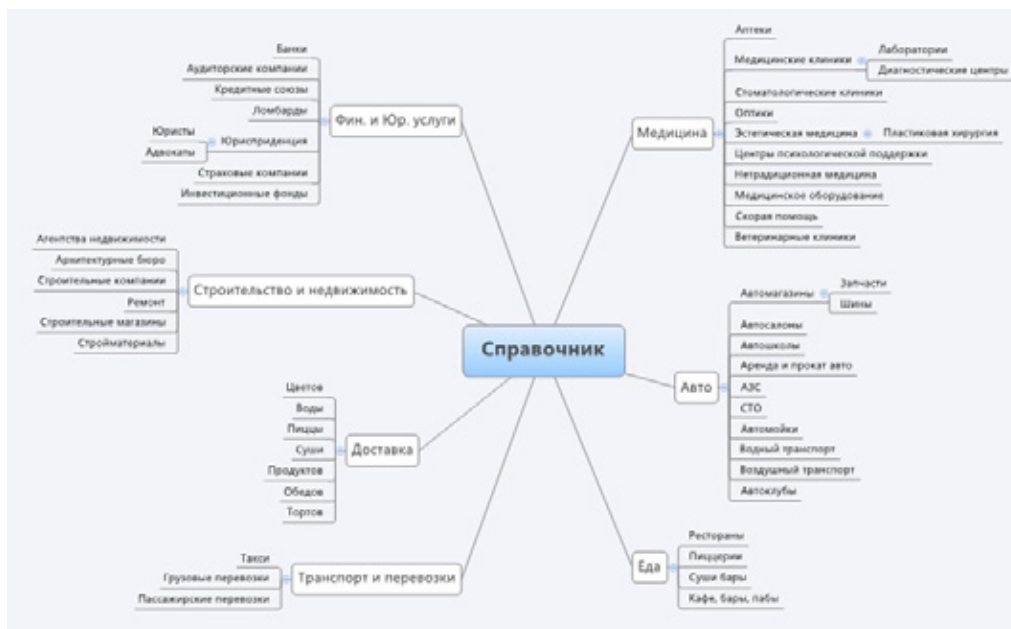 Справочник
Фин. и Юр. услуги
Банки
Аудиторские компании
Кредитные союзы
Ломбарды
Юриспруденция
Юристы
Адвокаты
Страховые компании
Инвестиционные фонды
Строительство и недвижимость
Агентства недвижимости
Архитектурные бюро
Строительные компании
Ремонт
Строительные магазины
Стройматериалы
Доставка
Цветов
Воды
Пиццы
Суши
Продуктов
Обедов
Тортов
Транспорт и перевозки
Такси
Грузовые перевозки
Пассажирские перевозки
Медицина
Аптеки
Медицинские клиники
Лаборатории
Диагностические центры
Стоматологические клиники
Оптики
Эстетическая медицина
Пластиковая хирургия
Центры психологической поддержки
Нетрадиционная медицина
Медицинское оборудование
Скорая помощь
Ветеринарные клиники
Авто
Автомагазины
Запчасти
Шины
Автосалоны
Автошколы
Аренда и прокат авто
АЗС
СТО
Автомойки
Водный транспорт
Воздушный транспорт
Автоклубы
Еда
Рестораны
Пиццерии
Суши бары
Кафе, бары, пабы